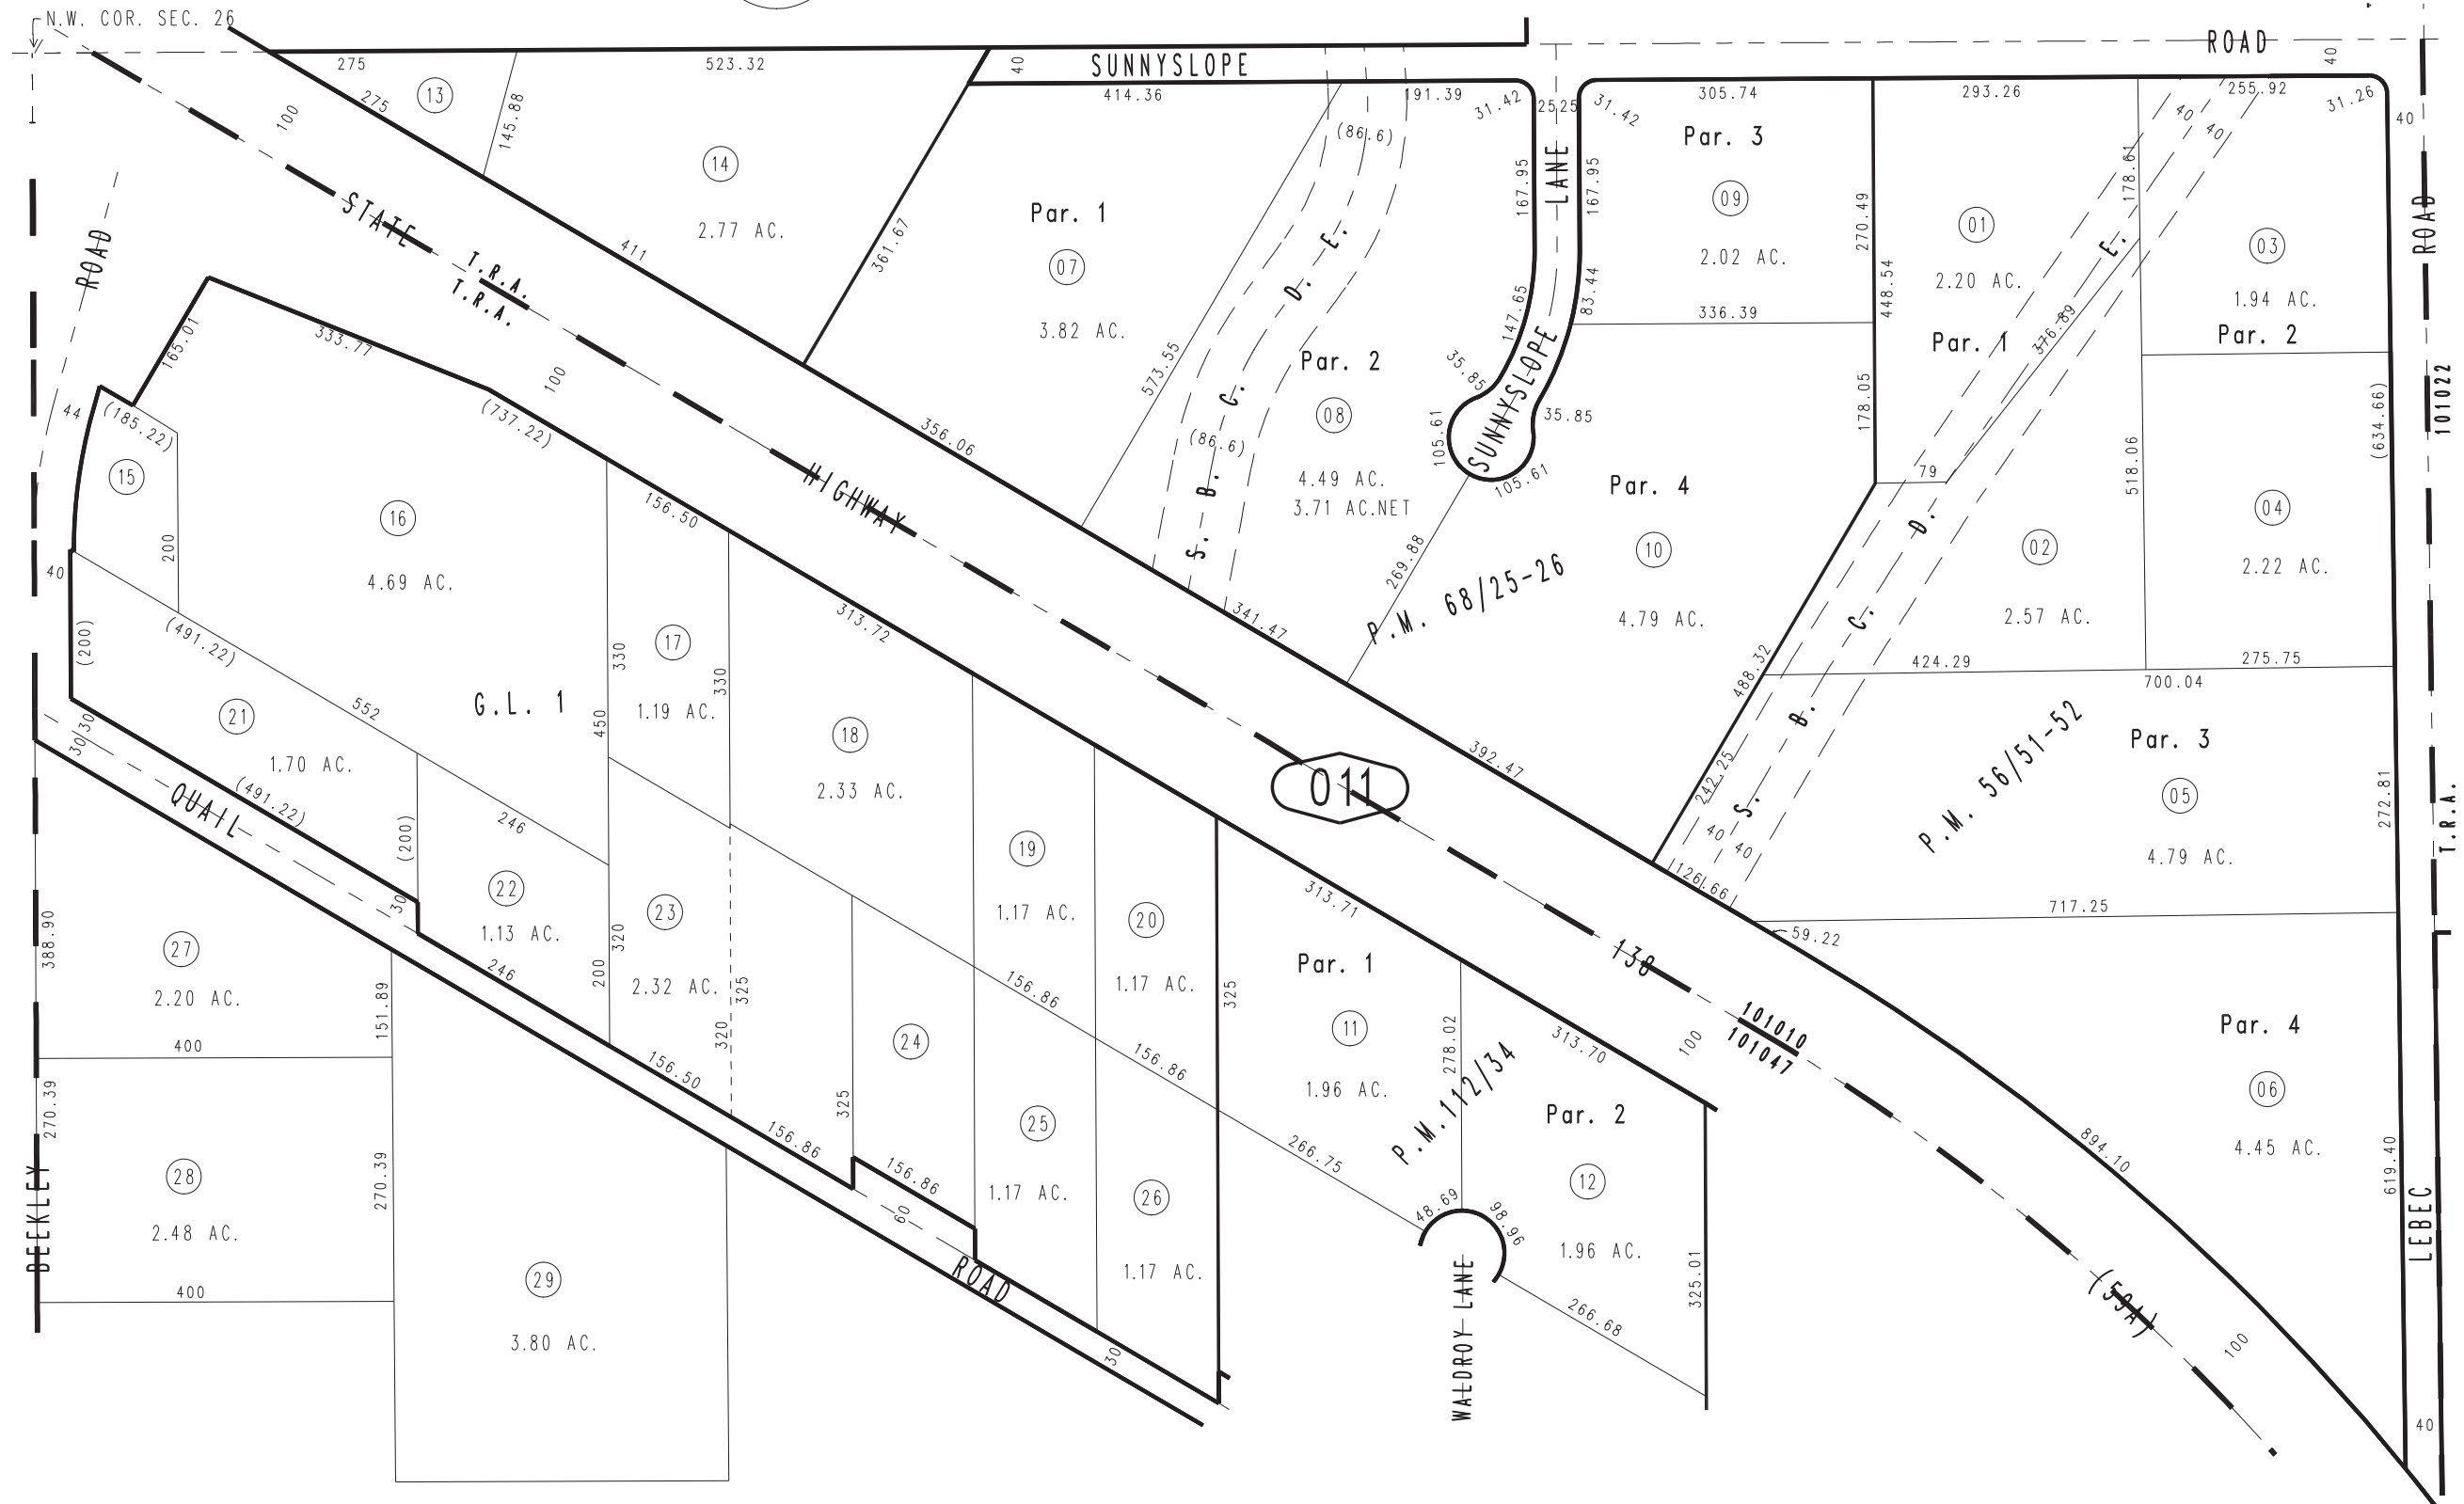 N.W. COR. SEC. 26
275
523.32
40
SUNNYSLOPE
ROAD
40
13
275
100
145.88
14
2.77 AC.
411
361.67
STATE
T.R.A.
T.R.A.
ROAD
414.36
191.39
31.42
25
25
31.42
305.74
293.26
255.92
31.26
40
Par. 1
07
3.82 AC.
573.55
356.06
(86.6)
S. B. G. D. E.
(86.6)
Par. 2
08
4.49 AC.
3.71 AC.NET
167.95
LANE
167.95
147.65
83.44
35.85
35.85
105.61
105.61
SUNNYSLOPE
Par. 3
09
2.02 AC.
336.39
270.49
448.54
178.05
01
2.20 AC.
Par. 1
376.89
79
178.61
40
40
E.
03
1.94 AC.
Par. 2
ROAD
101022
(634.66)
518.06
04
2.22 AC.
02
2.57 AC.
424.29
275.75
700.04
S. B. G. D.
Par. 4
10
4.79 AC.
P.M. 68/25-26
269.88
341.47
488.32
242.25
392.47
40
40
126.66
P.M. 56/51-52
Par. 3
05
4.79 AC.
272.81
T.R.A.
717.25
59.22
165.01
333.77
(737.22)
100
44
(185.22)
15
200
40
(200)
16
4.69 AC.
(491.22)
552
G.L. 1
156.50
HIGHWAY
17
330
330
1.19 AC.
450
313.72
18
2.33 AC.
011
21
1.70 AC.
(491.22)
30
30
QUAIL
(200)
246
22
1.13 AC.
30
246
320
200
23
2.32 AC.
325
320
156.50
19
1.17 AC.
20
1.17 AC.
325
313.71
138
101010
101047
100
Par. 1
11
1.96 AC.
278.02
313.70
P.M.112/34
Par. 2
12
1.96 AC.
48.69
98.96
266.75
266.68
325.01
WALDROY LANE
156.86
156.86
24
325
25
1.17 AC.
26
1.17 AC.
156.86
156.86
60
ROAD
30
388.90
27
2.20 AC.
400
151.89
270.39
28
2.48 AC.
400
270.39
BEEKLEY
29
3.80 AC.
Par. 4
06
4.45 AC.
894.10
619.40
LEBEC
(59A)
100
40